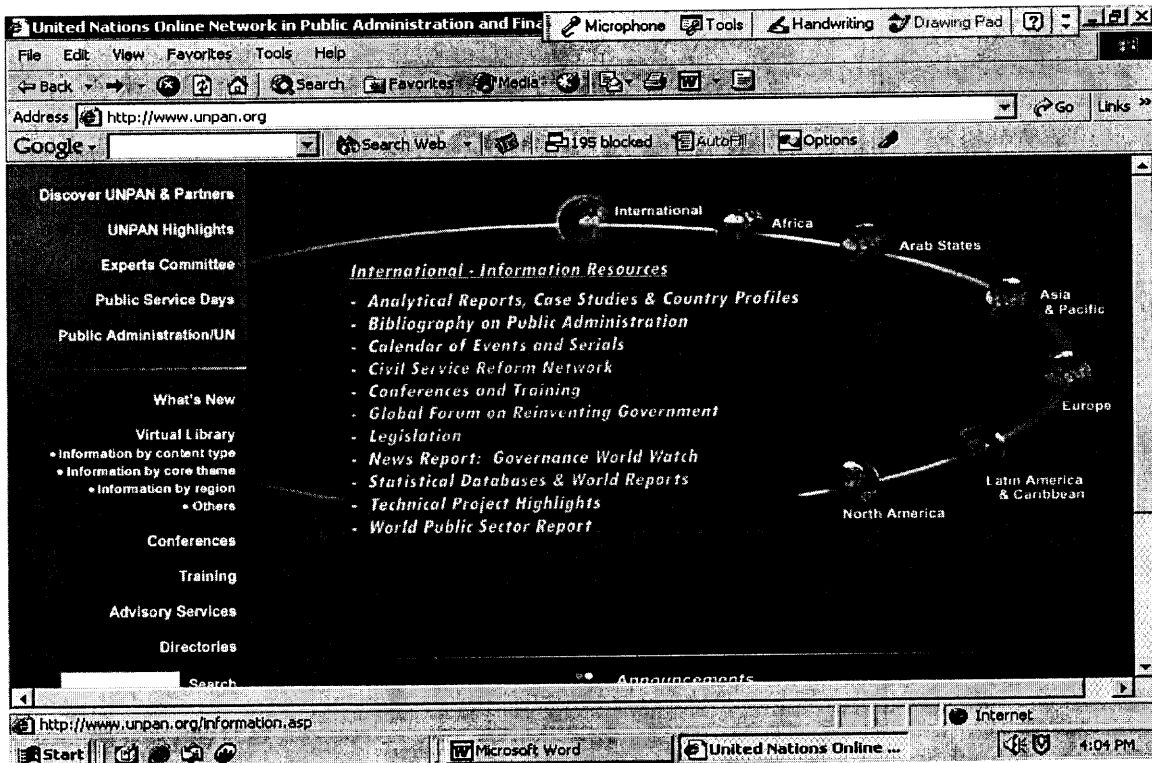 United Nations Online Network in Public Administration and Fina
Microphone Tools Handwriting Drawing Pad
File Edit View Favorites Tools Help
Back Search Favorites Media
Address http://www.unpan.org Go Links »
Google Search Web 195 blocked AutoFill Options
Discover UNPAN & Partners
UNPAN Highlights
Experts Committee
Public Service Days
Public Administration/UN
What's New
Virtual Library
• Information by content type
• Information by core theme
• Information by region
• Others
Conferences
Training
Advisory Services
Directories
Search
International
Africa
Arab States
Asia
& Pacific
Europe
Latin America
& Caribbean
North America
International - Information Resources
- Analytical Reports, Case Studies & Country Profiles
- Bibliography on Public Administration
- Calendar of Events and Serials
- Civil Service Reform Network
- Conferences and Training
- Global Forum on Reinventing Government
- Legislation
- News Report: Governance World Watch
- Statistical Databases & World Reports
- Technical Project Highlights
- World Public Sector Report
Announcements
http://www.unpan.org/information.asp Internet
Start Microsoft Word United Nations Online ... 4:04 PM